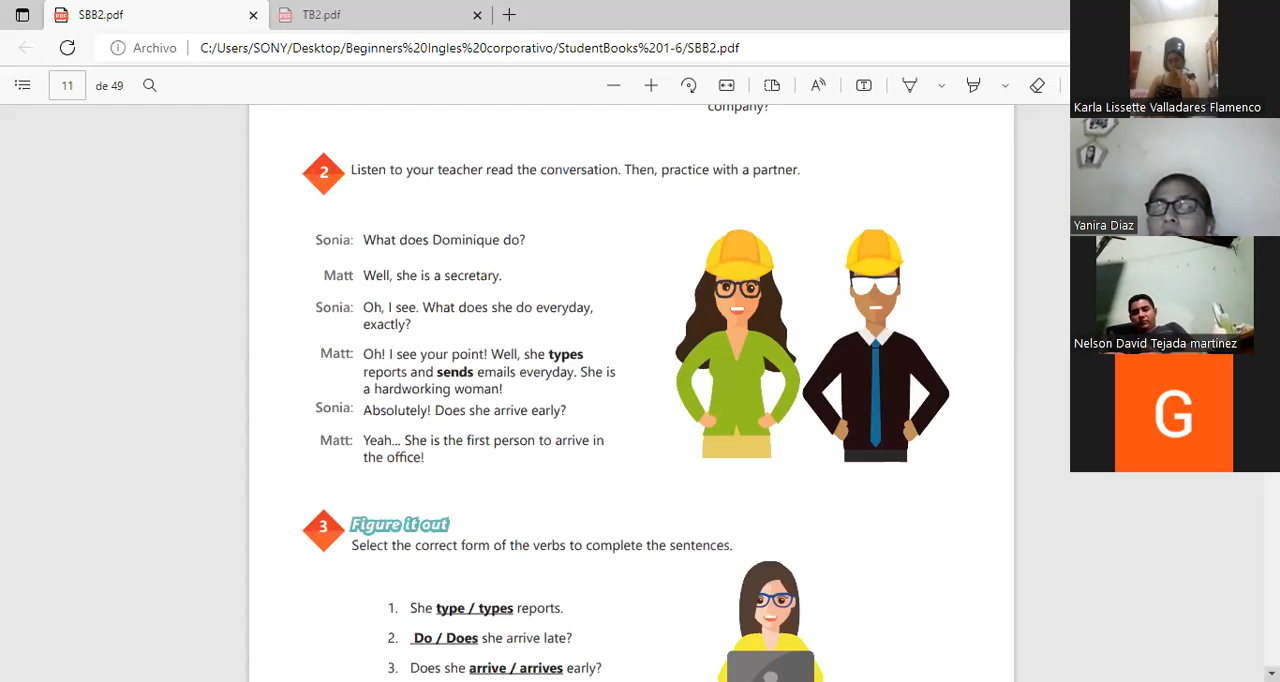 SBB2.pdf
TB2.pdf
Archivo
C:/Users/SONY/Desktop/Beginners%20Ingles%20corporativo/StudentBooks%201-6/SBB2.pdf
11 de 49
company?
2 Listen to your teacher read the conversation. Then, practice with a partner.
Sonia: What does Dominique do?
Matt Well, she is a secretary.
Sonia: Oh, I see. What does she do everyday,
exactly?
Matt: Oh! I see your point! Well, she types
reports and sends emails everyday. She is
a hardworking woman!
Sonia: Absolutely! Does she arrive early?
Matt: Yeah... She is the first person to arrive in
the office!
3 Figure it out
Select the correct form of the verbs to complete the sentences.
1. She type / types reports.
2. Do / Does she arrive late?
3. Does she arrive / arrives early?
Karla Lissette Valladares Flamenco
Yanira Diaz
Nelson David Tejada martinez
G